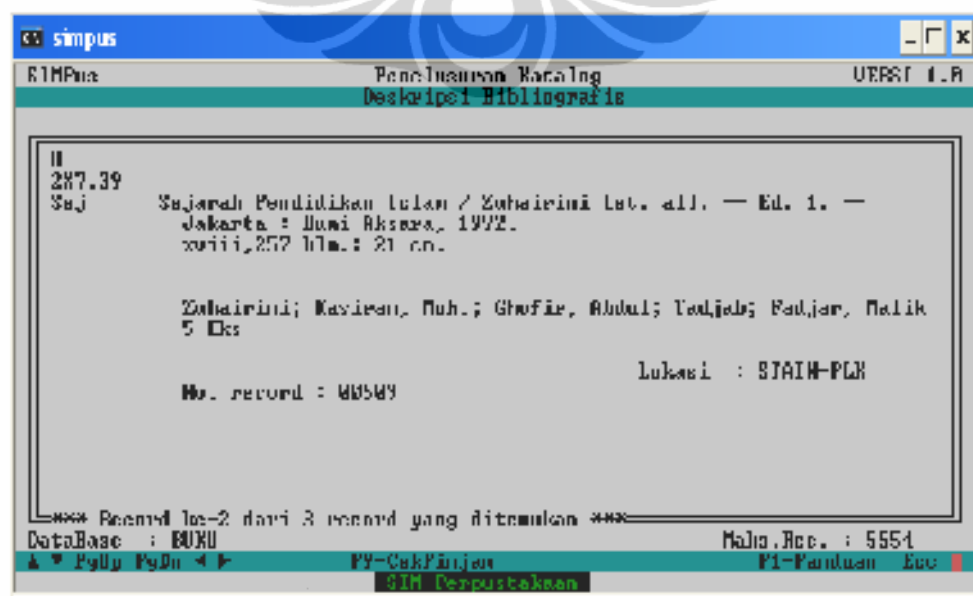 simpus
SIMPus Penelusuran Katalog VERSI 1.0
Deskripsi Bibliografis
2X7.39
Sej Sejarah Pendidikan Islam / Zuhairini [et. all]. — Ed. 1. —
Jakarta : Bumi Aksara, 1992.
xviii,257 hlm.; 21 cm.
Zuhairini; Kasiran, Moh.; Ghofir, Abdul; Tadjab; Fadjar, Malik
5 Eks
Lokasi : STAIN-PLK
No. record : 00509
*** Record ke-2 dari 3 record yang ditemukan ***
DataBase : BUKU Maks.Rec. : 5554
▲ ▼ PgUp PgDn ◄ ► F9-CekPinjam F1-Panduan Esc
SIM Perpustakaan